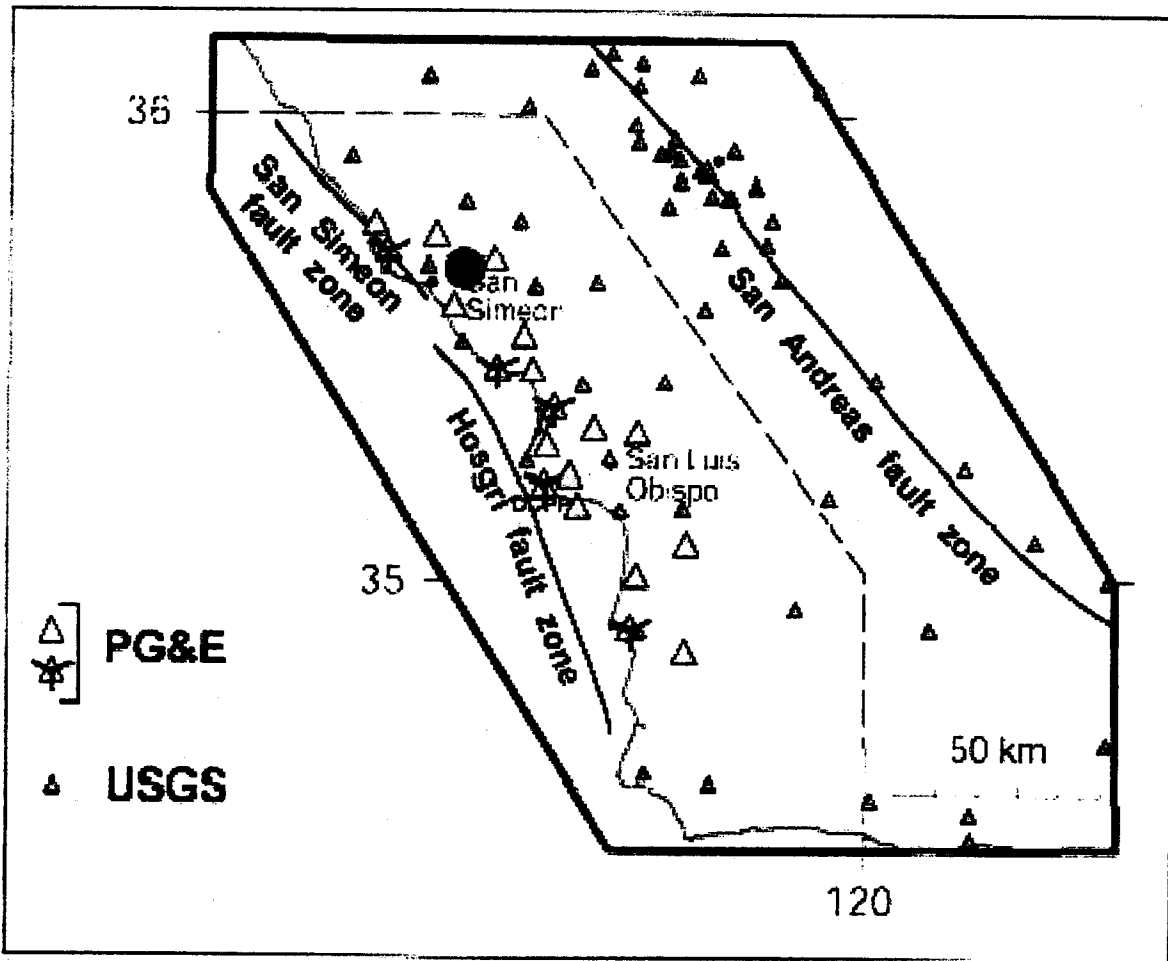 36
San Simeon
fault zone
San
Simeon
San Andreas fault zone
Hosgri fault zone
San Luis
Obispo
DCPP
35
PG&E
USGS
50 km
120